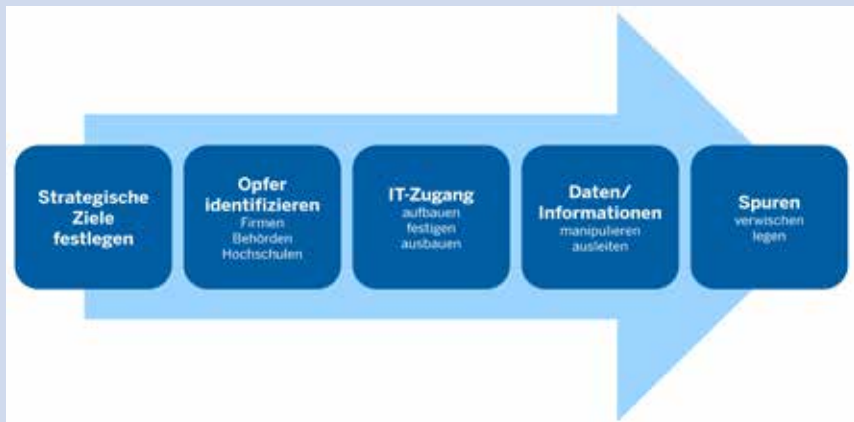 Strategische
Ziele
festlegen
Opfer
identifizieren
Firmen
Behörden
Hochschulen
IT-Zugang
aufbauen
festigen
ausbauen
Daten/
Informationen
manipulieren
ausleiten
Spuren
verwischen
legen